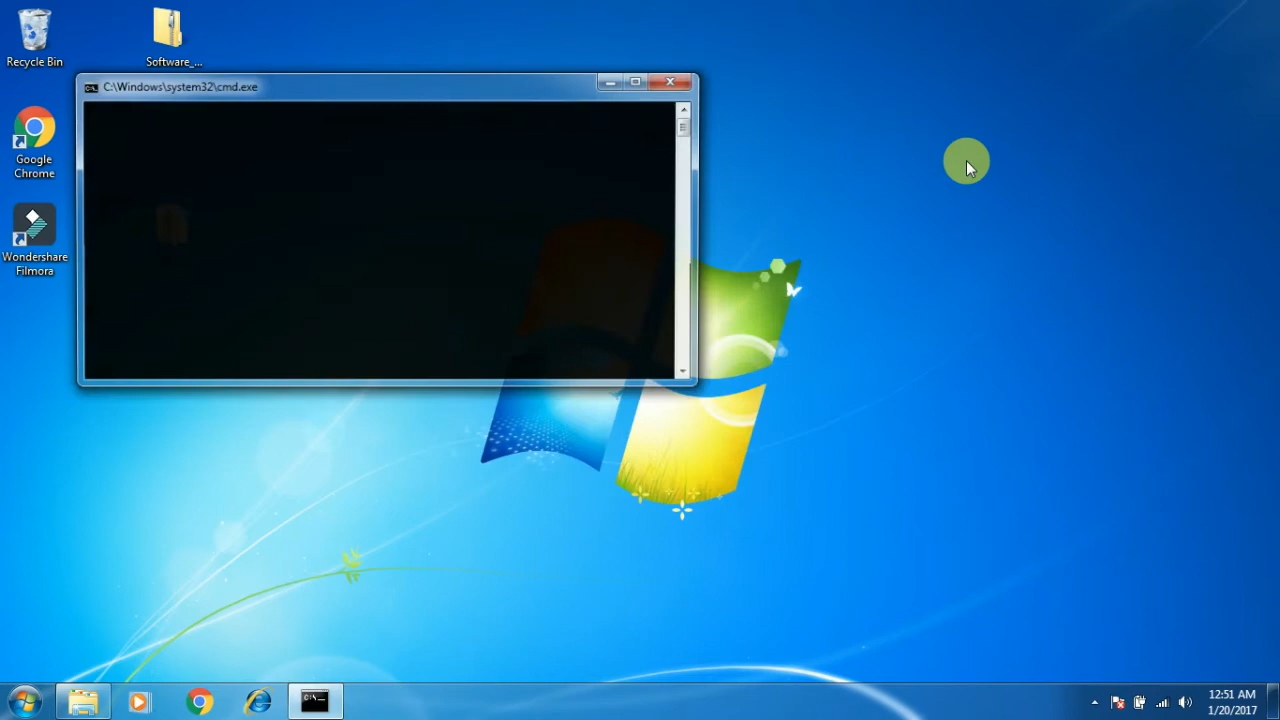 Recycle Bin
Software_...
C:\Windows\system32\cmd.exe
Google
Chrome
Wondershare
Filmora
C:\_
12:51 AM
1/20/2017